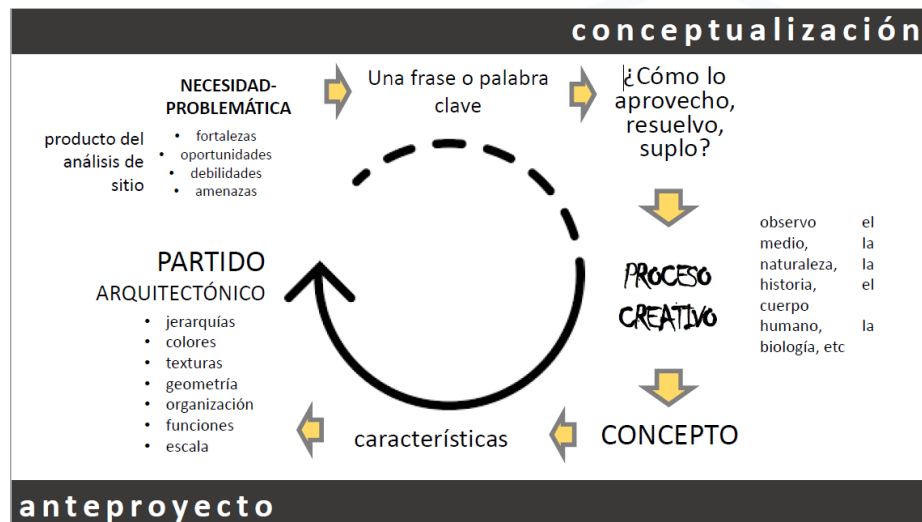 conceptualización
NECESIDAD-
PROBLEMÁTICA
• fortalezas
• oportunidades
• debilidades
• amenazas
producto del
análisis de
sitio
Una frase o palabra
clave
¿Cómo lo
aprovecho,
resuelvo,
suplo?
PROCESO
CREATIVO
observo el
medio, la
naturaleza, la
historia, el
cuerpo
humano, la
biología, etc
CONCEPTO
características
PARTIDO
ARQUITECTÓNICO
• jerarquías
• colores
• texturas
• geometría
• organización
• funciones
• escala
anteproyecto